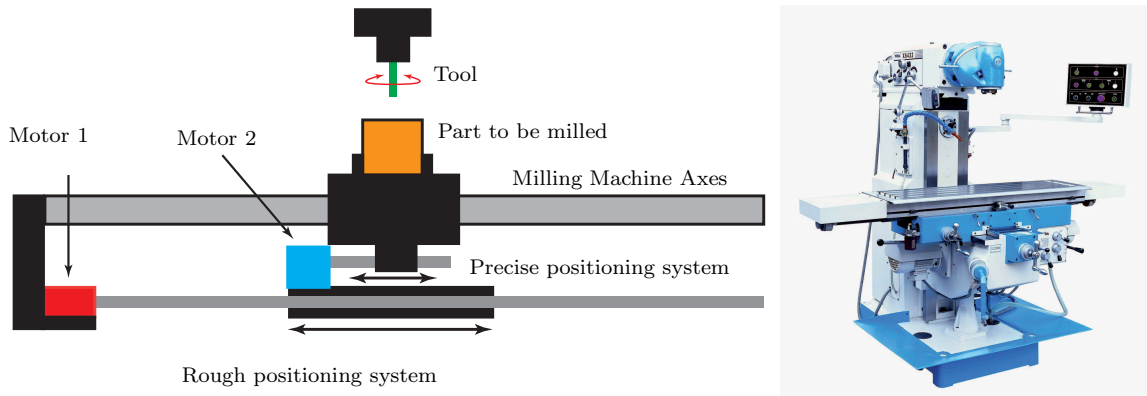 Tool
Part to be milled
Motor 1
Motor 2
Milling Machine Axes
Precise positioning system
Rough positioning system